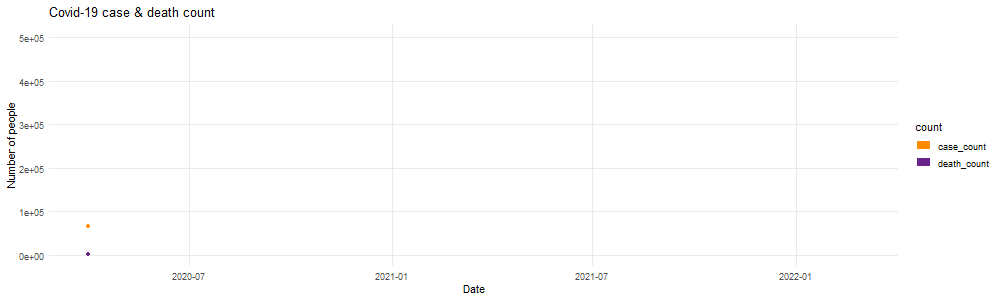 Covid-19 case & death count
5e+05
4e+05
3e+05
2e+05
1e+05
0e+00
Number of people
2020-07 2021-01 2021-07 2022-01
Date
count
case_count
death_count